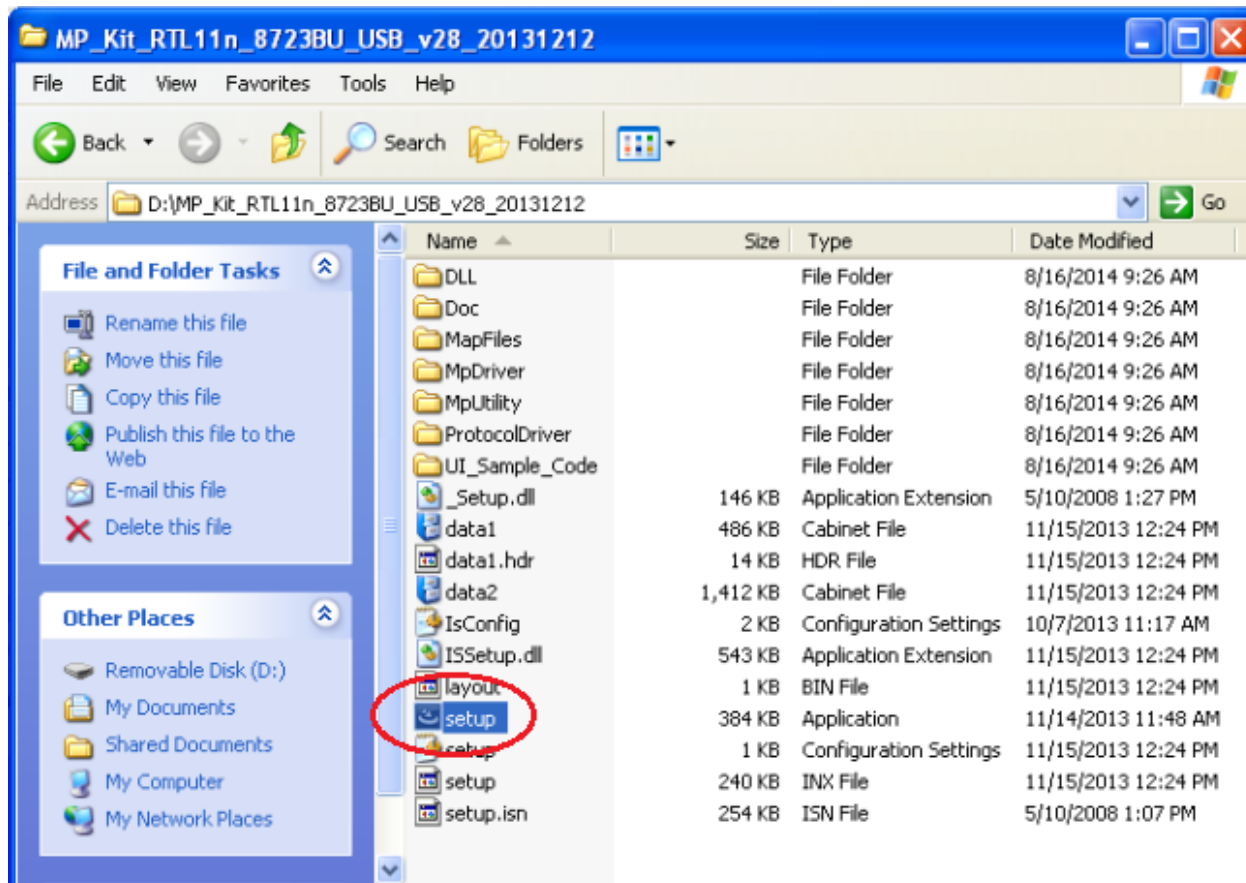 MP_Kit_RTL11n_8723BU_USB_v28_20131212
File Edit View Favorites Tools Help
Back Search Folders
Address D:\MP_Kit_RTL11n_8723BU_USB_v28_20131212 Go
Name Size Type Date Modified
File and Folder Tasks
Rename this file
Move this file
Copy this file
Publish this file to the
Web
E-mail this file
Delete this file
Other Places
Removable Disk (D:)
My Documents
Shared Documents
My Computer
My Network Places
DLL File Folder 8/16/2014 9:26 AM
Doc File Folder 8/16/2014 9:26 AM
MapFiles File Folder 8/16/2014 9:26 AM
MpDriver File Folder 8/16/2014 9:26 AM
MpUtility File Folder 8/16/2014 9:26 AM
ProtocolDriver File Folder 8/16/2014 9:26 AM
UI_Sample_Code File Folder 8/16/2014 9:26 AM
_Setup.dll 146 KB Application Extension 5/10/2008 1:27 PM
data1 486 KB Cabinet File 11/15/2013 12:24 PM
data1.hdr 14 KB HDR File 11/15/2013 12:24 PM
data2 1,412 KB Cabinet File 11/15/2013 12:24 PM
IsConfig 2 KB Configuration Settings 10/7/2013 11:17 AM
ISSetup.dll 543 KB Application Extension 11/15/2013 12:24 PM
layout 1 KB BIN File 11/15/2013 12:24 PM
setup 384 KB Application 11/14/2013 11:48 AM
setup 1 KB Configuration Settings 11/15/2013 12:24 PM
setup 240 KB INX File 11/15/2013 12:24 PM
setup.isn 254 KB ISN File 5/10/2008 1:07 PM